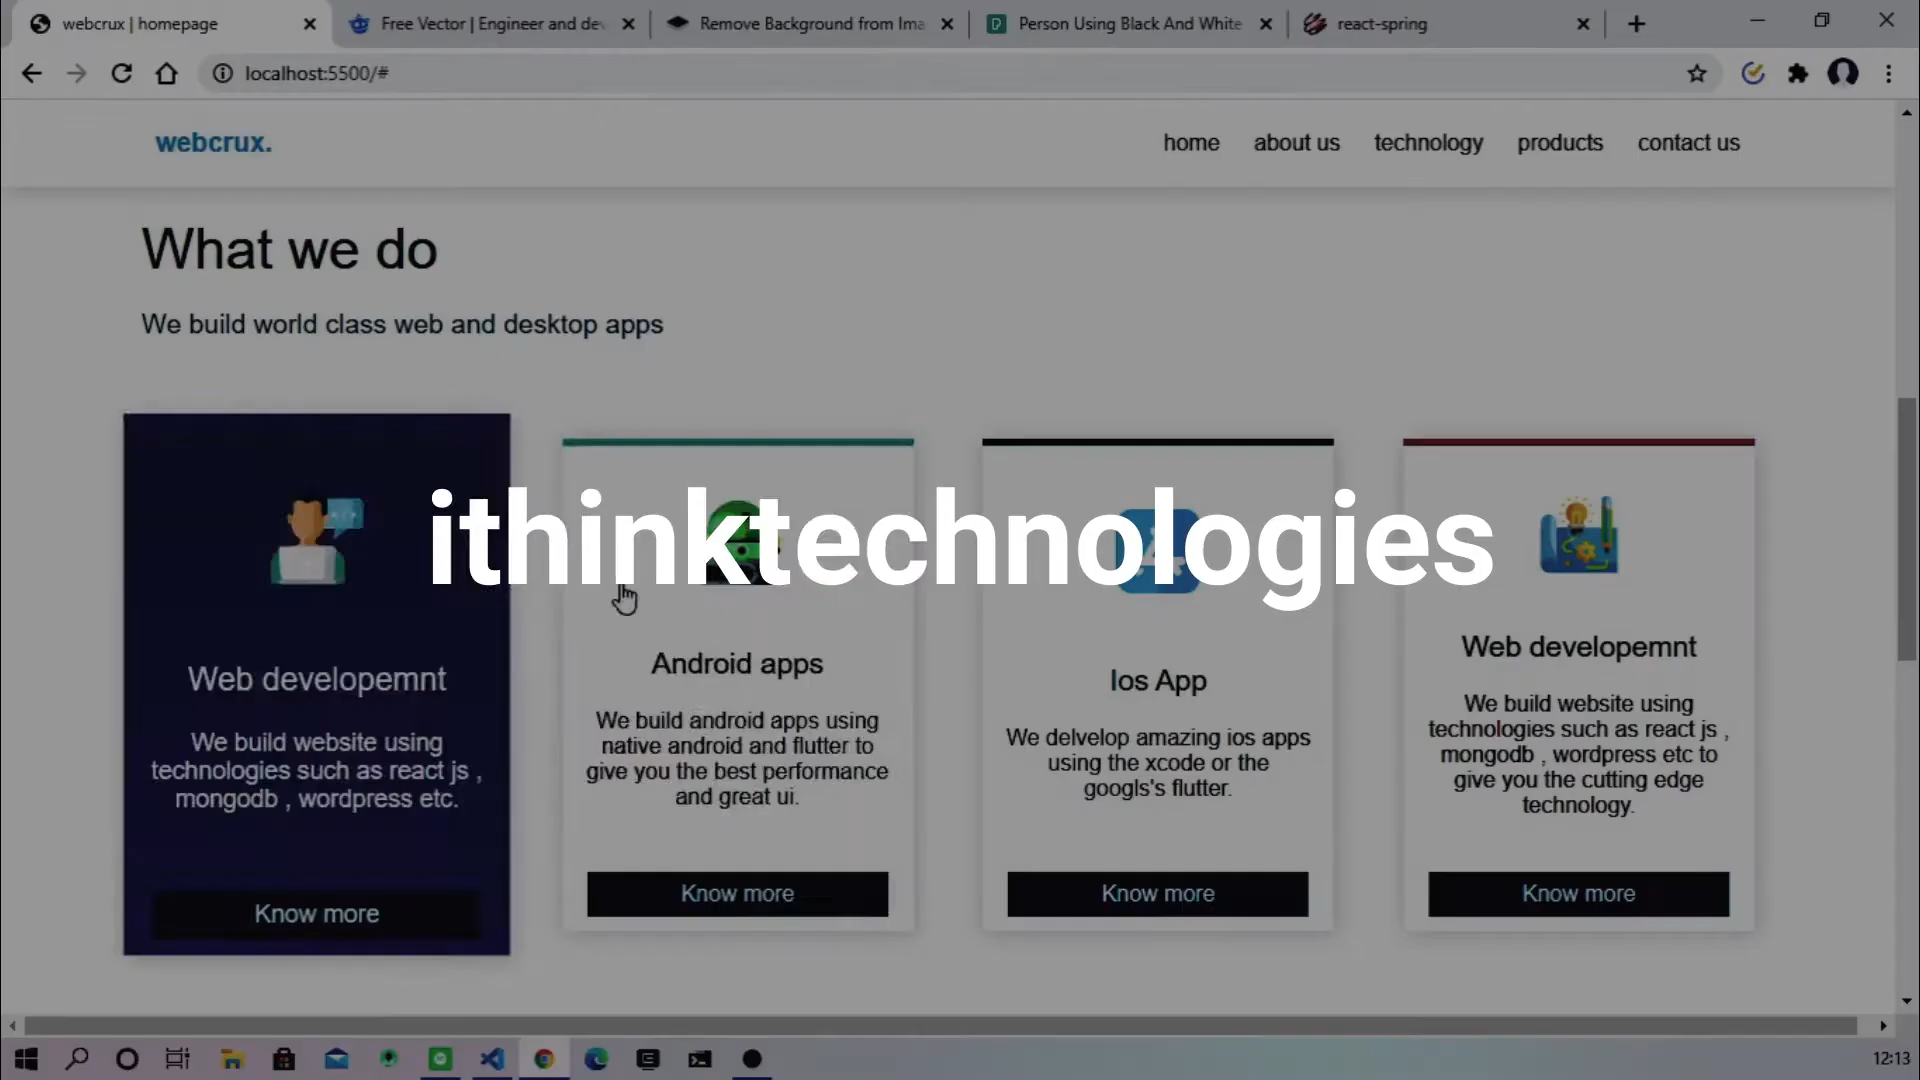 webcrux | homepage
Free Vector | Engineer and dev
Remove Background from Ima
Person Using Black And White
react-spring
localhost:5500/#
webcrux.
home about us technology products contact us
What we do
We build world class web and desktop apps
ithinktechnologies
Web developemnt
We build website using
technologies such as react js ,
mongodb , wordpress etc.
Know more
Android apps
We build android apps using
native android and flutter to
give you the best performance
and great ui.
Know more
Ios App
We delvelop amazing ios apps
using the xcode or the
googls's flutter.
Know more
Web developemnt
We build website using
technologies such as react js ,
mongodb , wordpress etc to
give you the cutting edge
technology.
Know more
12:13